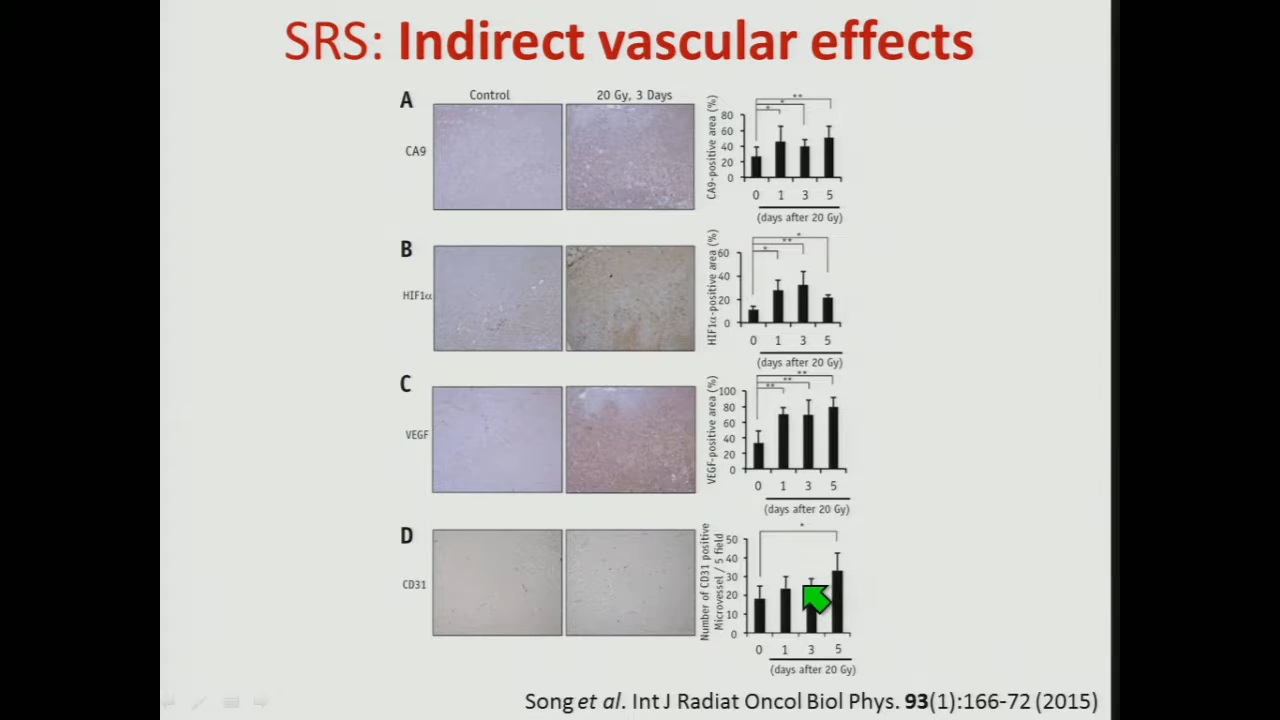 SRS: Indirect vascular effects
Control
20 Gy, 3 Days
A
CA9
CA9-positive area (%)
80
60
40
20
0
** 
*
*
0 1 3 5
(days after 20 Gy)
B
HIF1α
HIF1α-positive area (%)
60
40
20
0
*
**
*
0 1 3 5
(days after 20 Gy)
C
VEGF
VEGF-positive area (%)
100
80
60
40
20
0
**
**
**
0 1 3 5
(days after 20 Gy)
D
CD31
Number of CD31 positive
Microvessel / 5 field
50
40
30
20
10
0
*
0 1 3 5
(days after 20 Gy)
Song et al. Int J Radiat Oncol Biol Phys. 93(1):166-72 (2015)